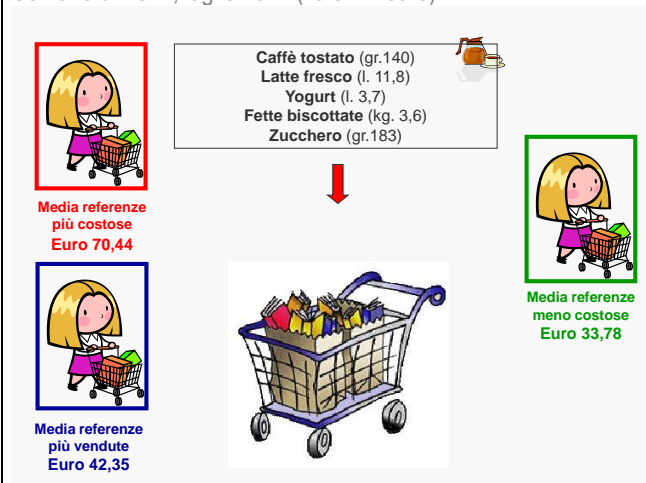 Caffè tostato (gr.140)
Latte fresco (l. 11,8)
Yogurt (l. 3,7)
Fette biscottate (kg. 3,6)
Zucchero (gr.183)
Media referenze
più costose
Euro 70,44
Media referenze
meno costose
Euro 33,78
Media referenze
più vendute
Euro 42,35